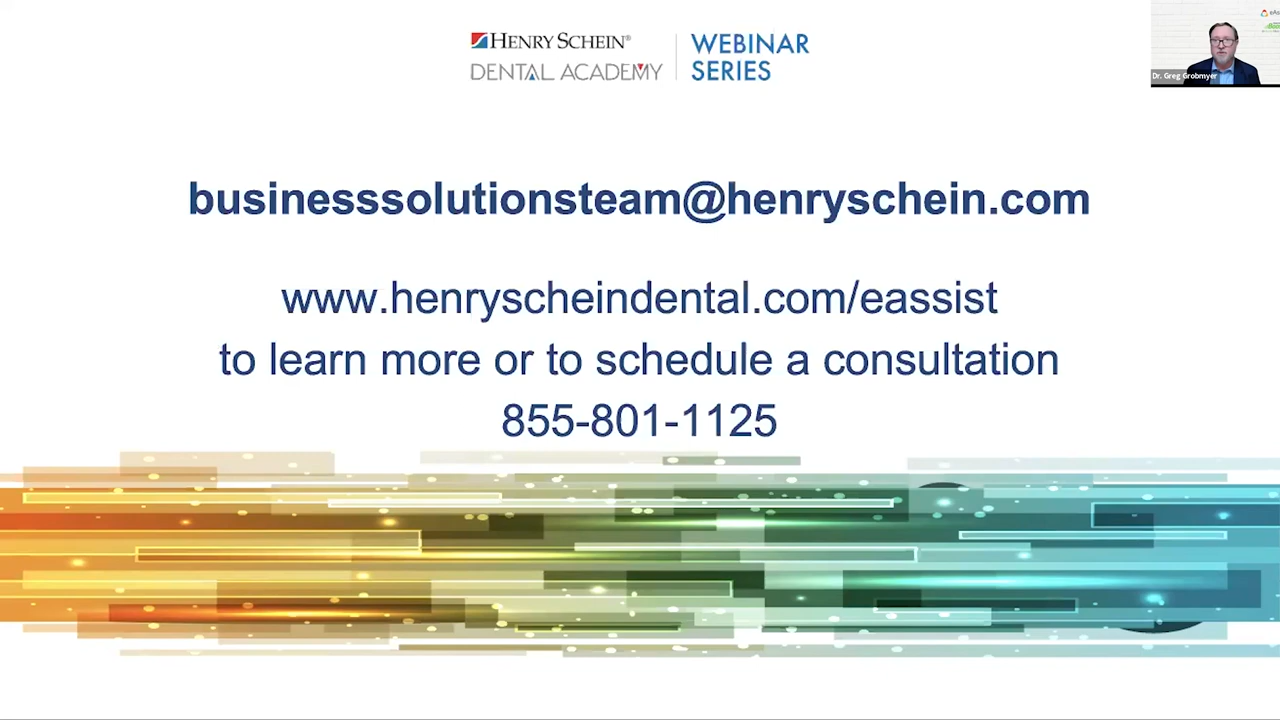 HENRY SCHEIN®
DENTAL ACADEMY
WEBINAR
SERIES
Dr. Greg Grobmyer
businesssolutionsteam@henryschein.com
www.henryscheindental.com/eassist
to learn more or to schedule a consultation
855-801-1125